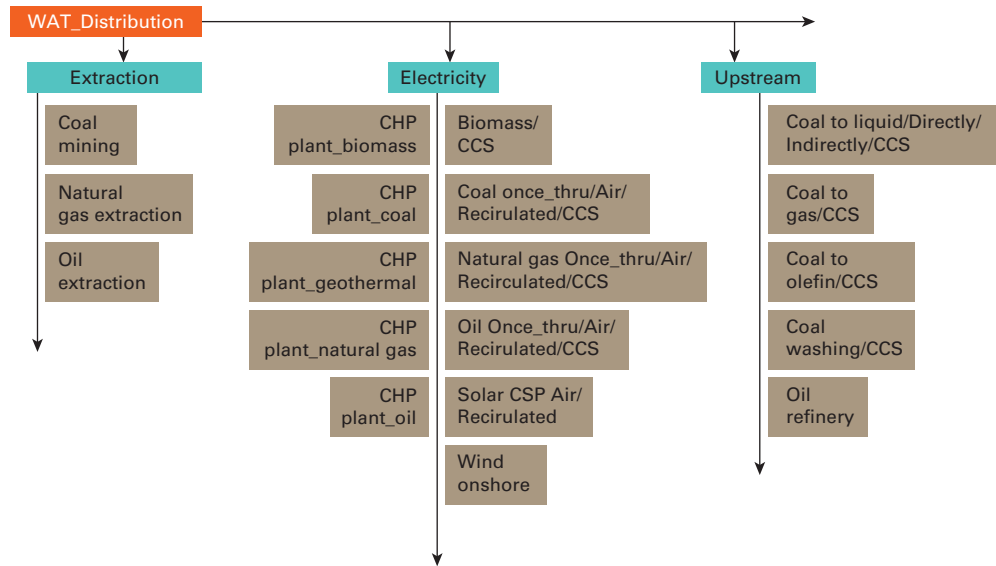 WAT_Distribution
Extraction
Coal
mining
Natural
gas extraction
Oil
extraction
Electricity
CHP
plant_biomass
CHP
plant_coal
CHP
plant_geothermal
CHP
plant_natural gas
CHP
plant_oil
Biomass/
CCS
Coal once_thru/Air/
Recirulated/CCS
Natural gas Once_thru/Air/
Recirculated/CCS
Oil Once_thru/Air/
Recirulated/CCS
Solar CSP Air/
Recirulated
Wind
onshore
Upstream
Coal to liquid/Directly/
Indirectly/CCS
Coal to
gas/CCS
Coal to
olefin/CCS
Coal
washing/CCS
Oil
refinery